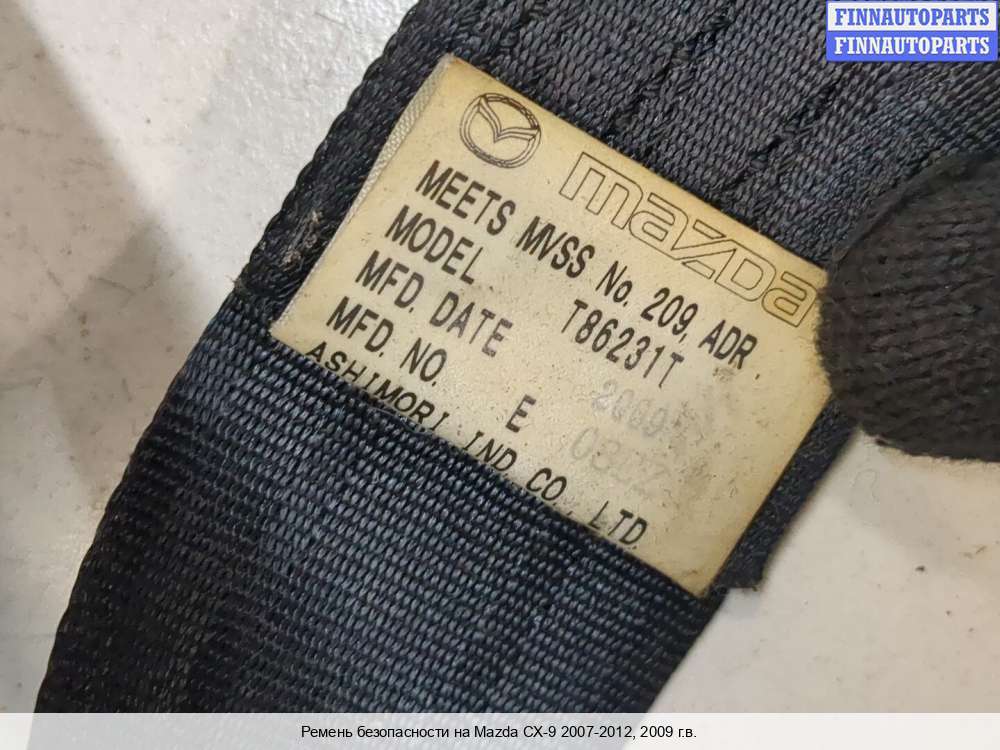 FINNAUTOPARTS
FINNAUTOPARTS
mazda
MEETS MVSS No. 209, ADR
MODEL T86231T
MFD. DATE 2009
MFD. NO. E
ASHIMORI IND. CO., LTD.
Ремень безопасности на Mazda CX-9 2007-2012, 2009 г.в.